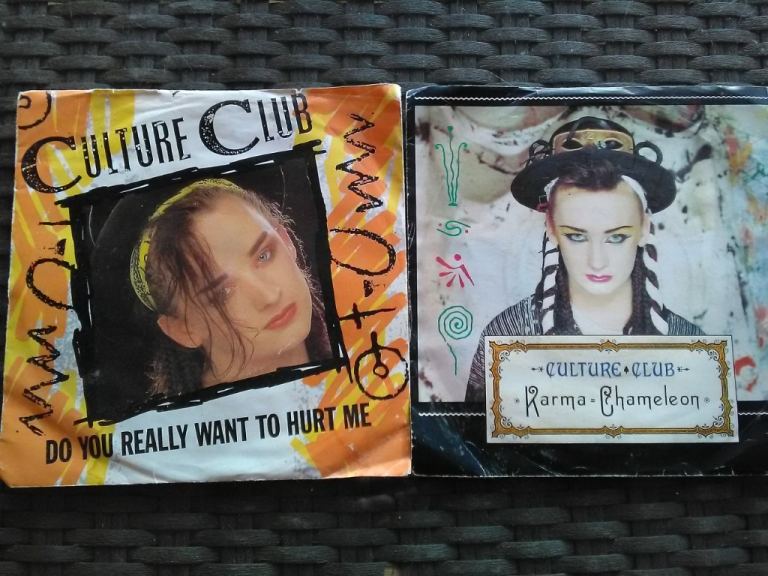 CULTURE CLUB
DO YOU REALLY WANT TO HURT ME
CULTURE CLUB
Karma = Chameleon